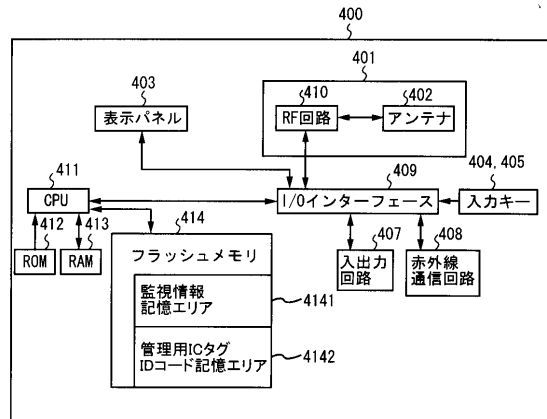 400
401
403
410
402
表示パネル
RF回路
アンテナ
411
409
404,405
CPU
I/Oインターフェース
入力キー
412
413
414
407
408
ROM
RAM
フラッシュメモリ
入出力
回路
赤外線
通信回路
監視情報
記憶エリア
4141
管理用ICタグ
IDコード記憶エリア
4142